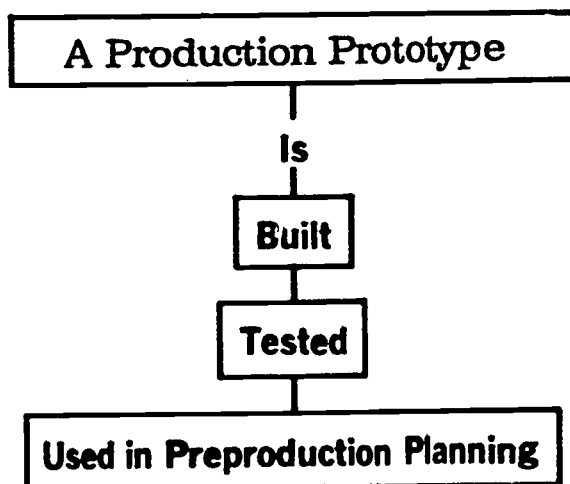 A Production Prototype
Is
Built
Tested
Used in Preproduction Planning